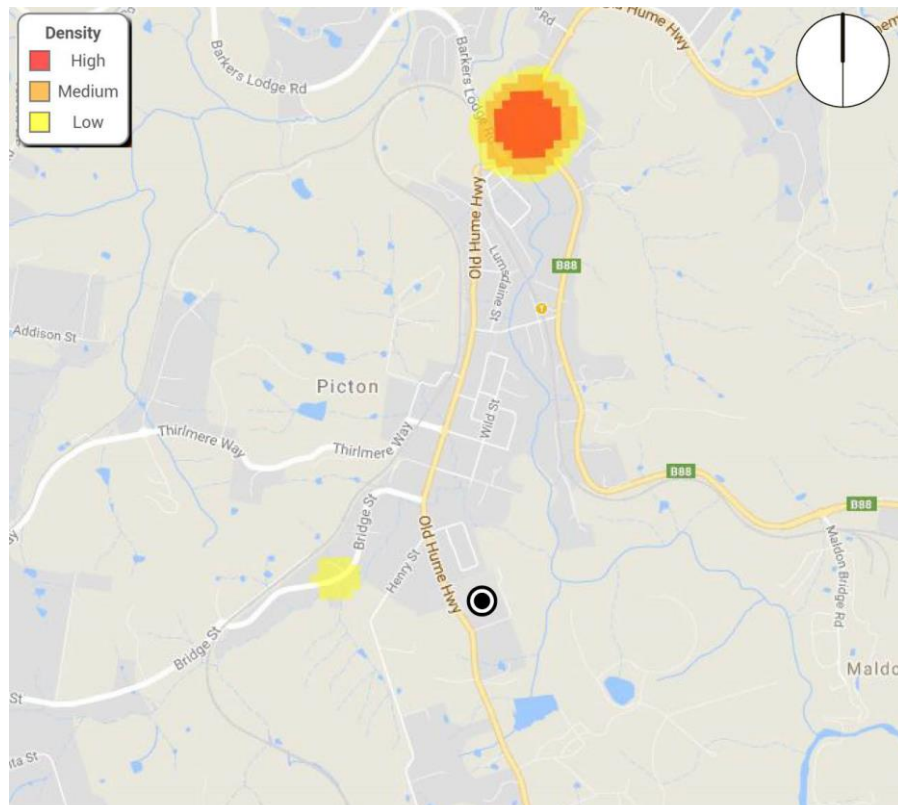 Density
High
Medium
Low
Barkers Lodge Rd
Barkers Lodge Rd
Old Hume Hwy
Old Hume Hwy
Lumsdaine St
B88
Addison St
Picton
Wild St
Thirlmere Way
Thirlmere Way
B88
B88
Bridge St
Old Hume Hwy
Henry St
Maldon Bridge Rd
Bridge St
Maldo
St